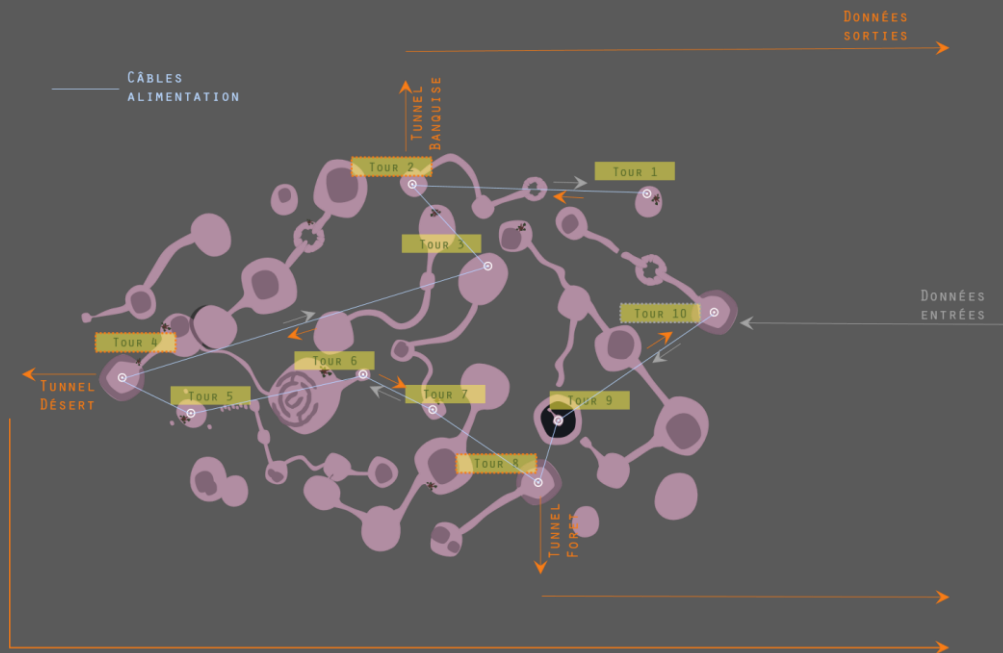 Données
sorties
Câbles
alimentation
Tunnel
Banquise
Tour 2
Tour 1
Tour 3
Données
entrées
Tour 10
Tour 4
Tour 6
Tunnel
Désert
Tour 5
Tour 7
Tour 9
Tour 8
Tunnel
Foret